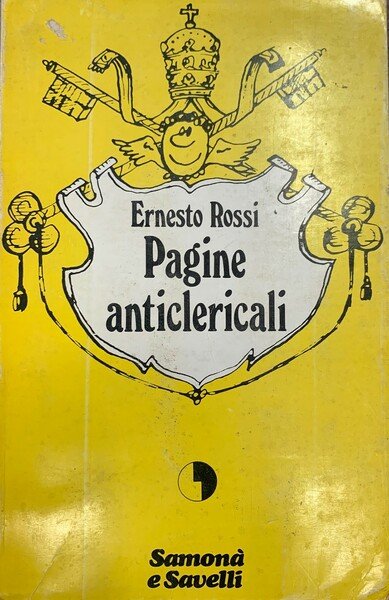 Ernesto Rossi
Pagine
anticlericali
Samonà
e Savelli